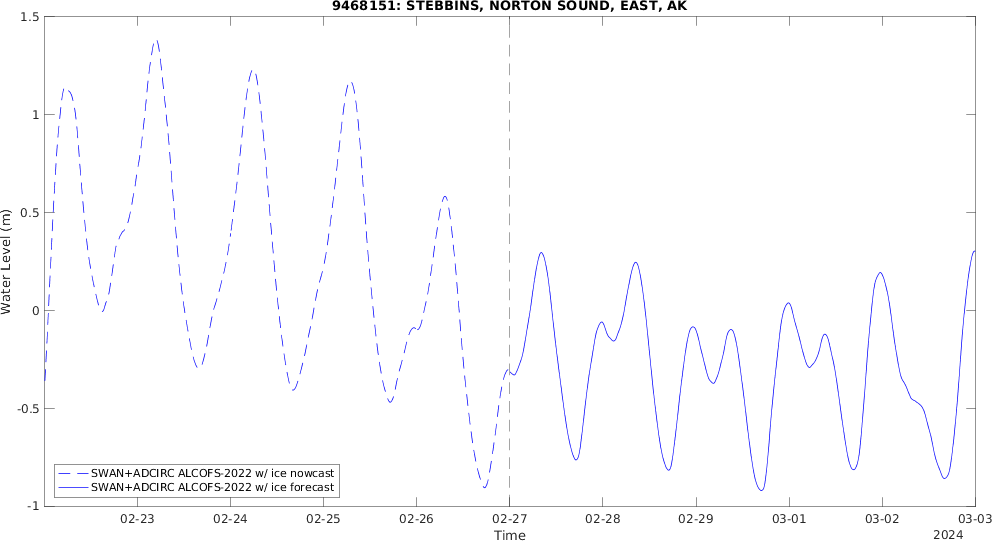 9468151: STEBBINS, NORTON SOUND, EAST, AK
1.5
1
0.5
0
-0.5
-1
Water Level (m)
SWAN+ADCIRC ALCOFS-2022 w/ ice nowcast
SWAN+ADCIRC ALCOFS-2022 w/ ice forecast
02-23 02-24 02-25 02-26 02-27 02-28 02-29 03-01 03-02 03-03
Time
2024